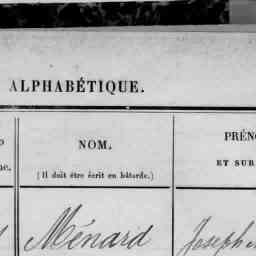 ALPHABÉTIQUE.
NOM.
(Il doit être écrit en bâtarde.)
PRÉN
ET SUR
Ménard
Joseph